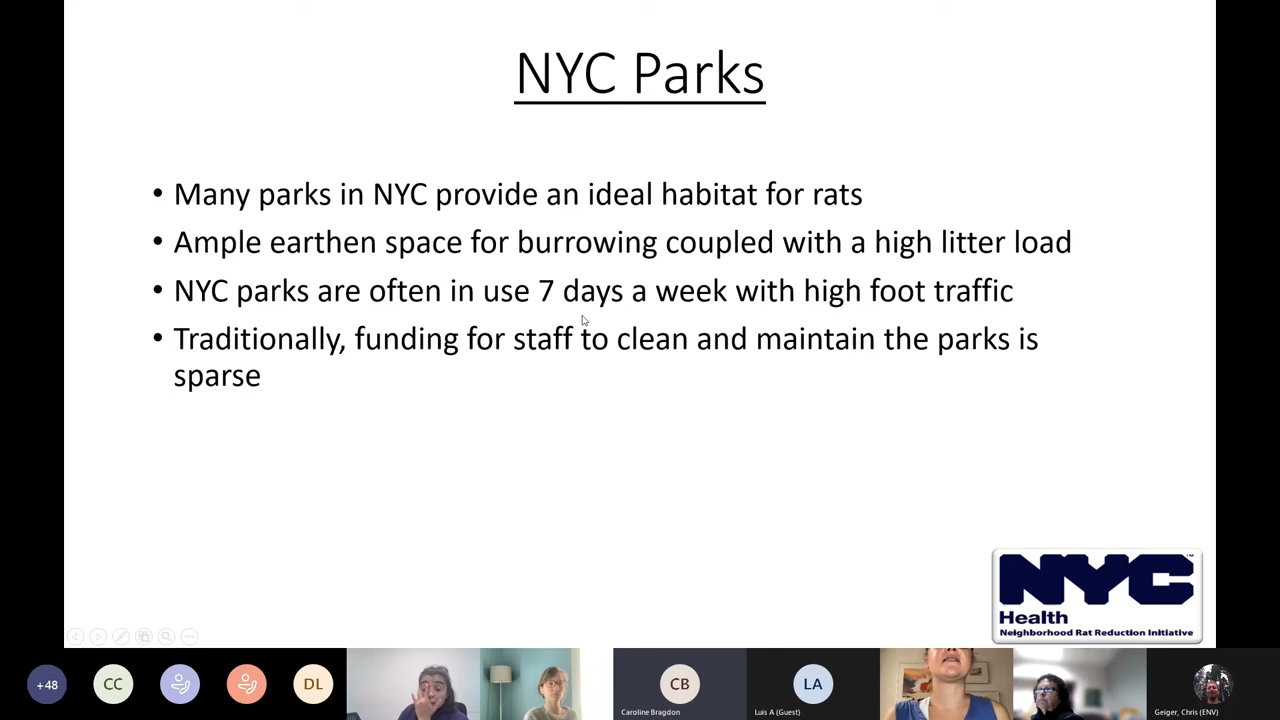 NYC Parks
• Many parks in NYC provide an ideal habitat for rats
• Ample earthen space for burrowing coupled with a high litter load
• NYC parks are often in use 7 days a week with high foot traffic
• Traditionally, funding for staff to clean and maintain the parks is
sparse
NYC™
Health
Neighborhood Rat Reduction Initiative
+48
CC
DL
CB
LA
Caroline Bragdon
Luis A (Guest)
Geiger, Chris (ENV)